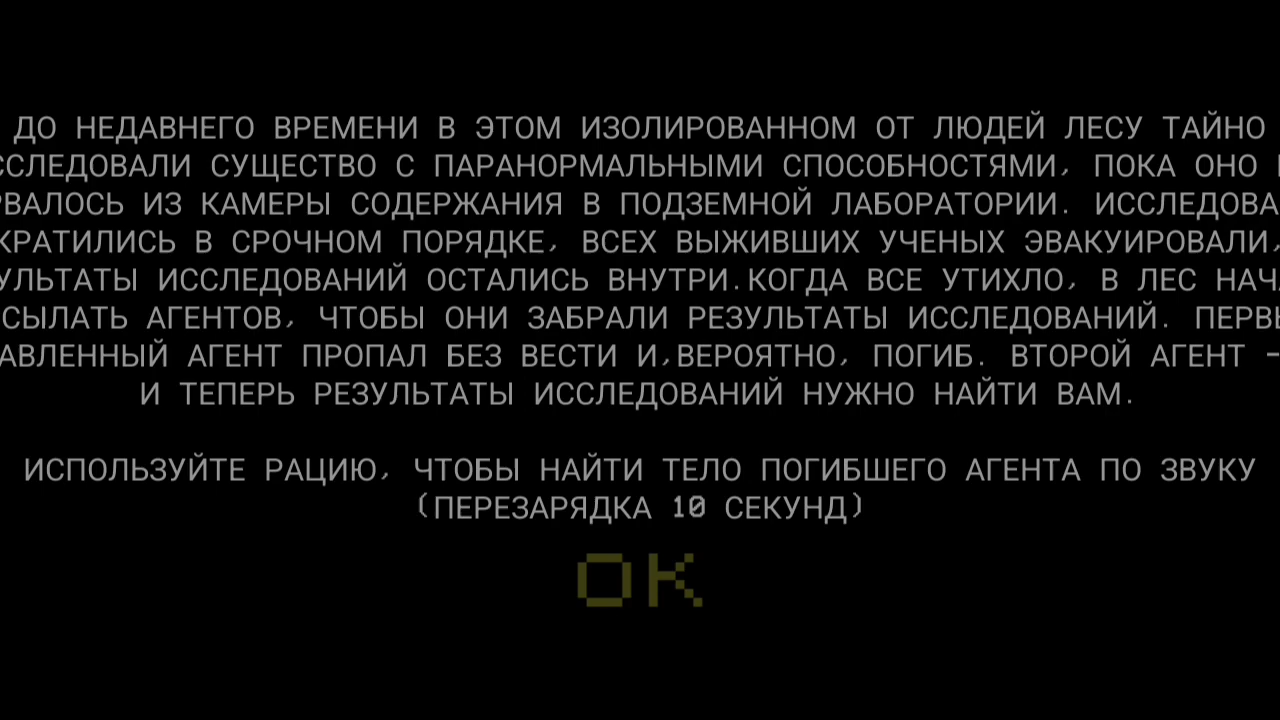 ДО НЕДАВНЕГО ВРЕМЕНИ В ЭТОМ ИЗОЛИРОВАННОМ ОТ ЛЮДЕЙ ЛЕСУ ТАЙНО
ССЛЕДОВАЛИ СУЩЕСТВО С ПАРАНОРМАЛЬНЫМИ СПОСОБНОСТЯМИ, ПОКА ОНО
РВАЛОСЬ ИЗ КАМЕРЫ СОДЕРЖАНИЯ В ПОДЗЕМНОЙ ЛАБОРАТОРИИ. ИССЛЕДОВА
КРАТИЛИСЬ В СРОЧНОМ ПОРЯДКЕ, ВСЕХ ВЫЖИВШИХ УЧЕНЫХ ЭВАКУИРОВАЛИ,
УЛЬТАТЫ ИССЛЕДОВАНИЙ ОСТАЛИСЬ ВНУТРИ.КОГДА ВСЕ УТИХЛО, В ЛЕС НАЧ
СЫЛАТЬ АГЕНТОВ, ЧТОБЫ ОНИ ЗАБРАЛИ РЕЗУЛЬТАТЫ ИССЛЕДОВАНИЙ. ПЕРВЫ
АВЛЕННЫЙ АГЕНТ ПРОПАЛ БЕЗ ВЕСТИ И,ВЕРОЯТНО, ПОГИБ. ВТОРОЙ АГЕНТ -
И ТЕПЕРЬ РЕЗУЛЬТАТЫ ИССЛЕДОВАНИЙ НУЖНО НАЙТИ ВАМ.
ИСПОЛЬЗУЙТЕ РАЦИЮ, ЧТОБЫ НАЙТИ ТЕЛО ПОГИБШЕГО АГЕНТА ПО ЗВУКУ
(ПЕРЕЗАРЯДКА 10 СЕКУНД)
OK